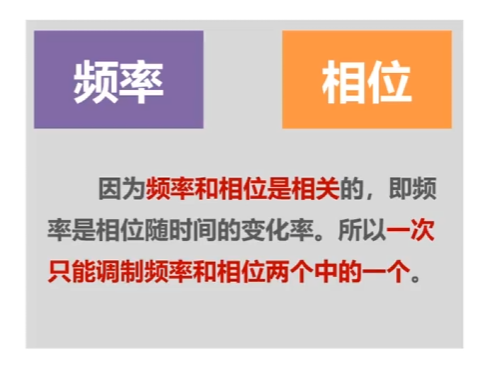 频率
相位
因为频率和相位是相关的，即频
率是相位随时间的变化率。所以一次
只能调制频率和相位两个中的一个。